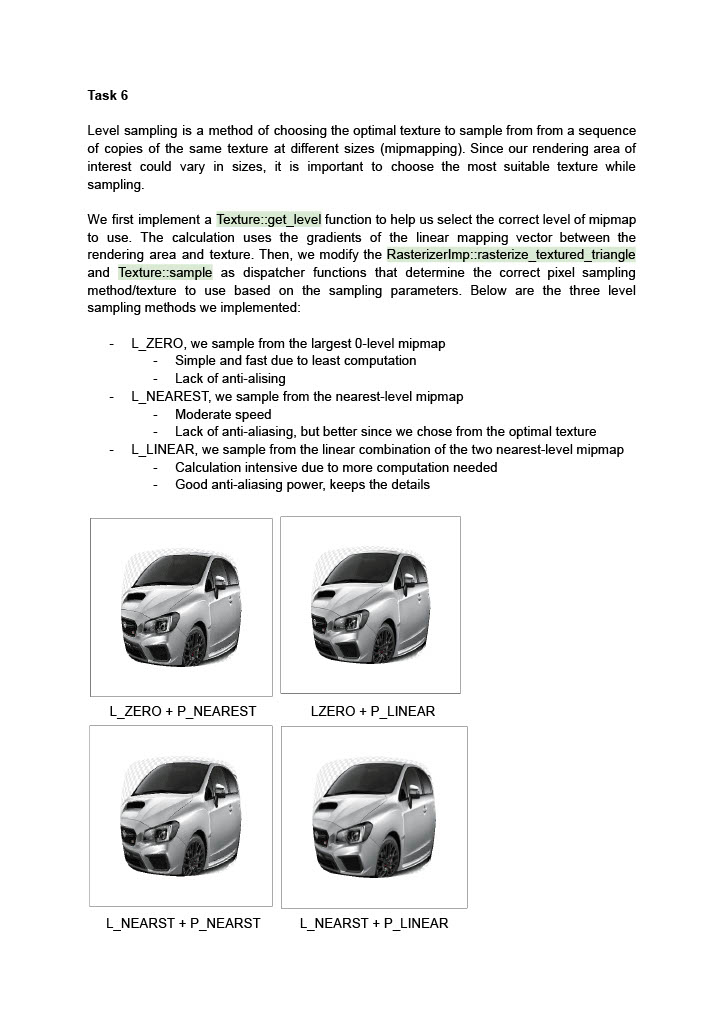 Task 6
Level sampling is a method of choosing the optimal texture to sample from from a sequence
of copies of the same texture at different sizes (mipmapping). Since our rendering area of
interest could vary in sizes, it is important to choose the most suitable texture while
sampling.
We first implement a Texture::get_level function to help us select the correct level of mipmap
to use. The calculation uses the gradients of the linear mapping vector between the
rendering area and texture. Then, we modify the RasterizerImp::rasterize_textured_triangle
and Texture::sample as dispatcher functions that determine the correct pixel sampling
method/texture to use based on the sampling parameters. Below are the three level
sampling methods we implemented:
- L_ZERO, we sample from the largest 0-level mipmap
- Simple and fast due to least computation
- Lack of anti-alising
- L_NEAREST, we sample from the nearest-level mipmap
- Moderate speed
- Lack of anti-aliasing, but better since we chose from the optimal texture
- L_LINEAR, we sample from the linear combination of the two nearest-level mipmap
- Calculation intensive due to more computation needed
- Good anti-aliasing power, keeps the details
L_ZERO + P_NEAREST LZERO + P_LINEAR
L_NEARST + P_NEARST L_NEARST + P_LINEAR